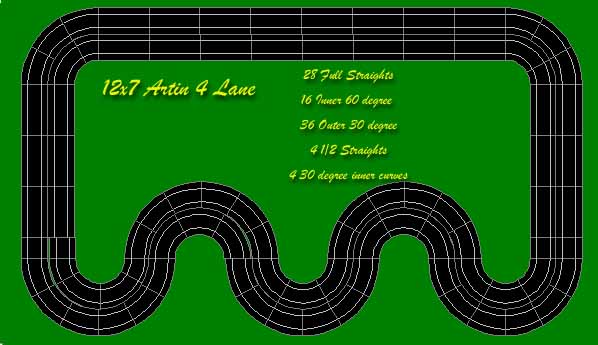 12x7 Artin 4 Lane
28 Full Straights
16 Inner 60 degree
36 Outer 30 degree
4 1/2 Straights
4 30 degree inner curves